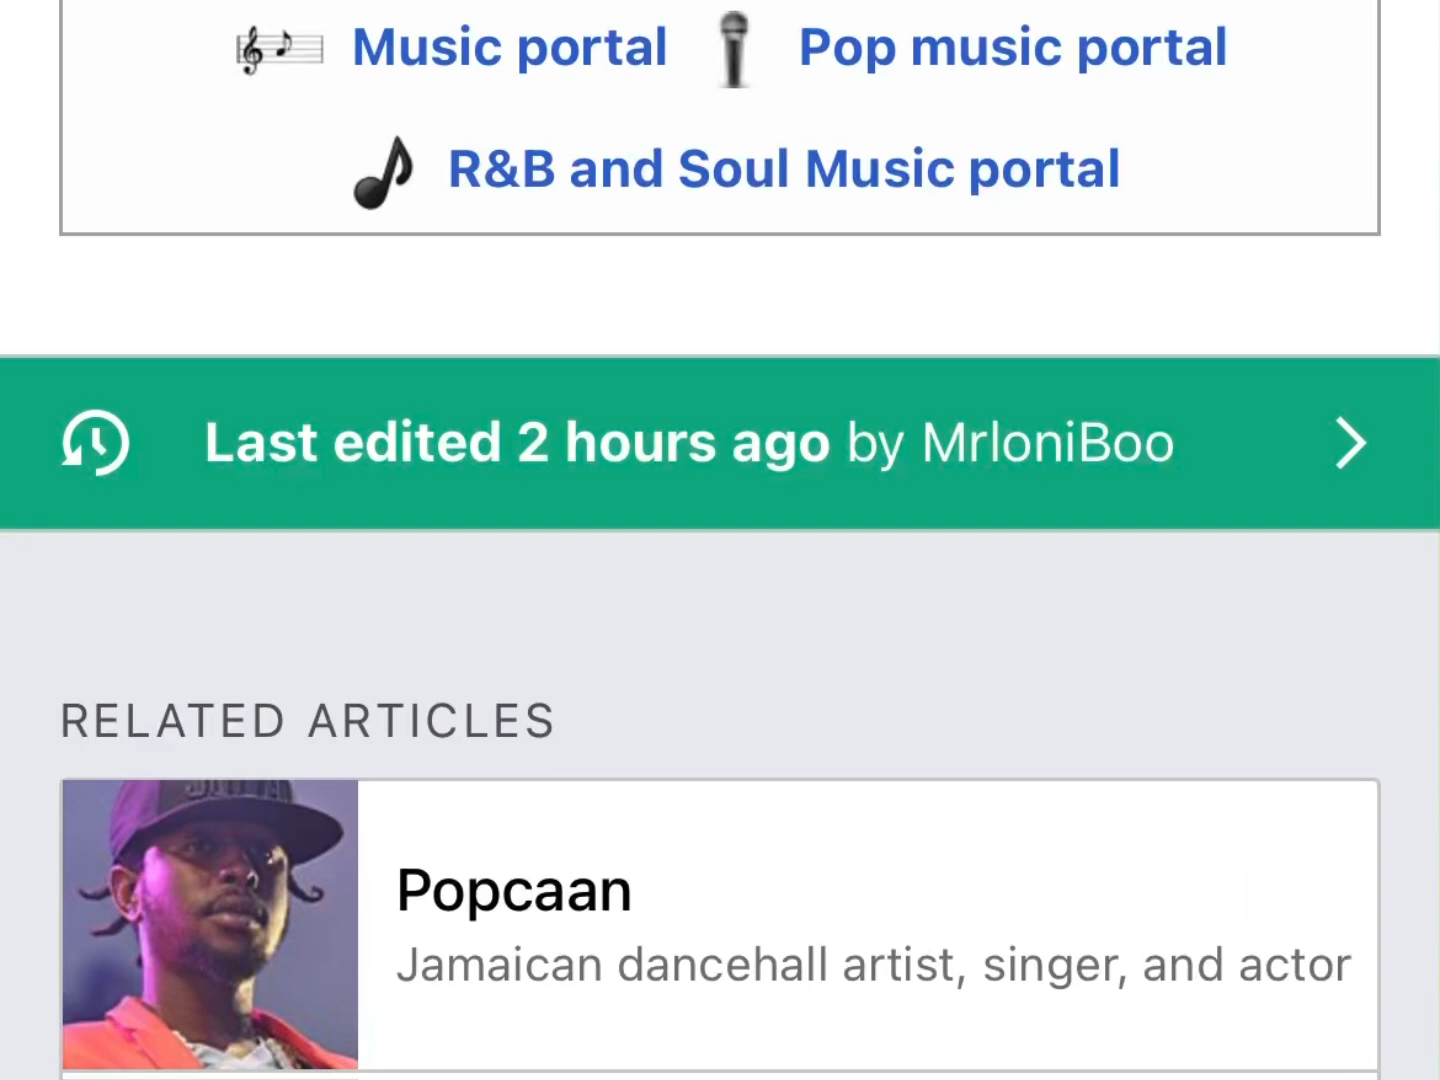 Music portal Pop music portal
R&B and Soul Music portal
Last edited 2 hours ago by MrloniBoo
RELATED ARTICLES
Popcaan
Jamaican dancehall artist, singer, and actor